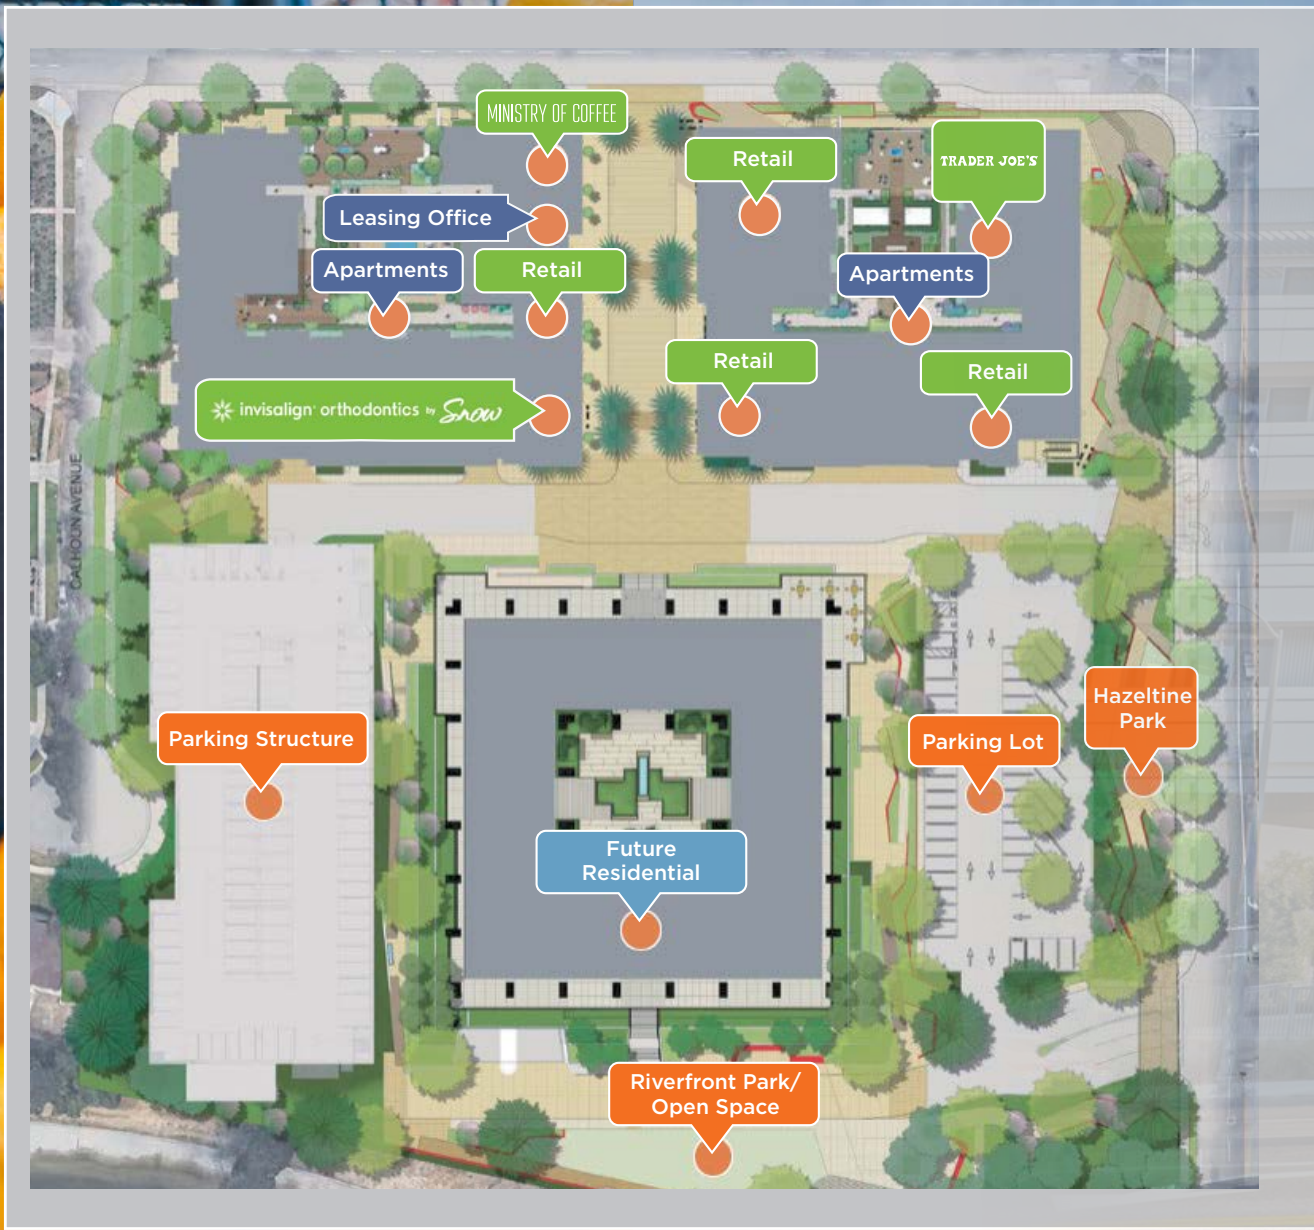 MINISTRY OF COFFEE
Retail
TRADER JOE'S
Leasing Office
Apartments
Retail
Apartments
Retail
Retail
invisalign orthodontics by Snow
CALHOUN AVENUE
Parking Structure
Parking Lot
Hazeltine
Park
Future
Residential
Riverfront Park/
Open Space